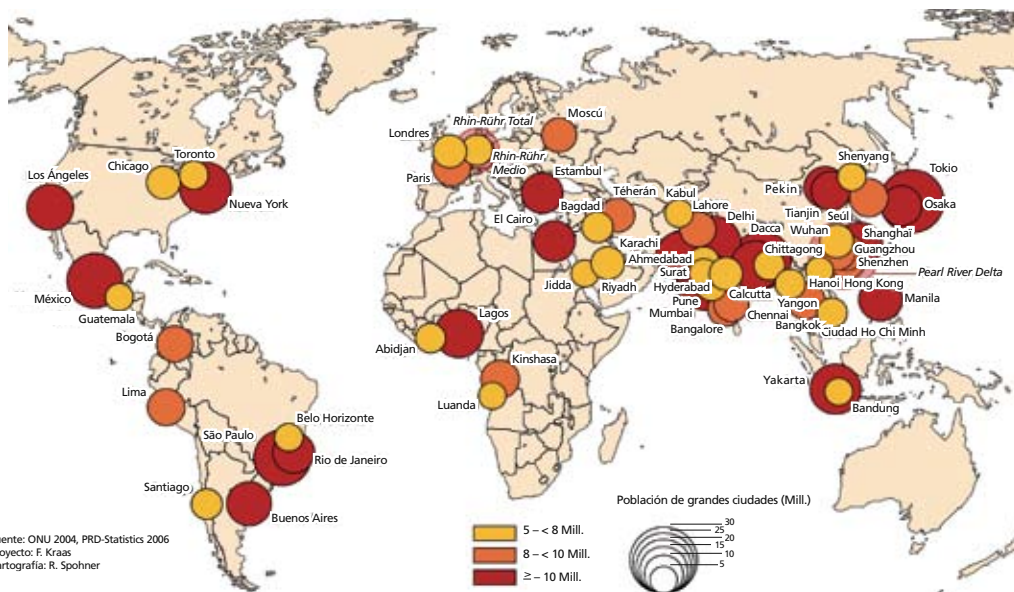 Rhin-Rühr Total
Moscú
Londres
Rhin-Rühr
Medio
Toronto
Chicago
Shenyang
Los Ángeles
Paris
Estambul
Tokio
Nueva York
Téherán
Kabul
Pekin
Bagdad
Lahore
Delhi
Tianjin
Seúl
Osaka
El Cairo
Dacca
Wuhan
Shanghaï
Karachi
Chittagong
Guangzhou
Ahmedabad
Shenzhen
Surat
Pearl River Delta
Jidda
Riyadh
Hyderabad
Hanoi
Hong Kong
México
Pune
Calcutta
Yangon
Manila
Guatemala
Mumbai
Chennai
Bangkok
Lagos
Bangalore
Ciudad Ho Chi Minh
Bogotá
Abidjan
Kinshasa
Lima
Yakarta
Luanda
Bandung
Belo Horizonte
São Paulo
Rio de Janeiro
Santiago
Buenos Aires
Población de grandes ciudades (Mill.)
30
25
20
15
10
5
5 – < 8 Mill.
8 – < 10 Mill.
≥ – 10 Mill.
uente: ONU 2004, PRD-Statistics 2006
royecto: F. Kraas
artografía: R. Spohner